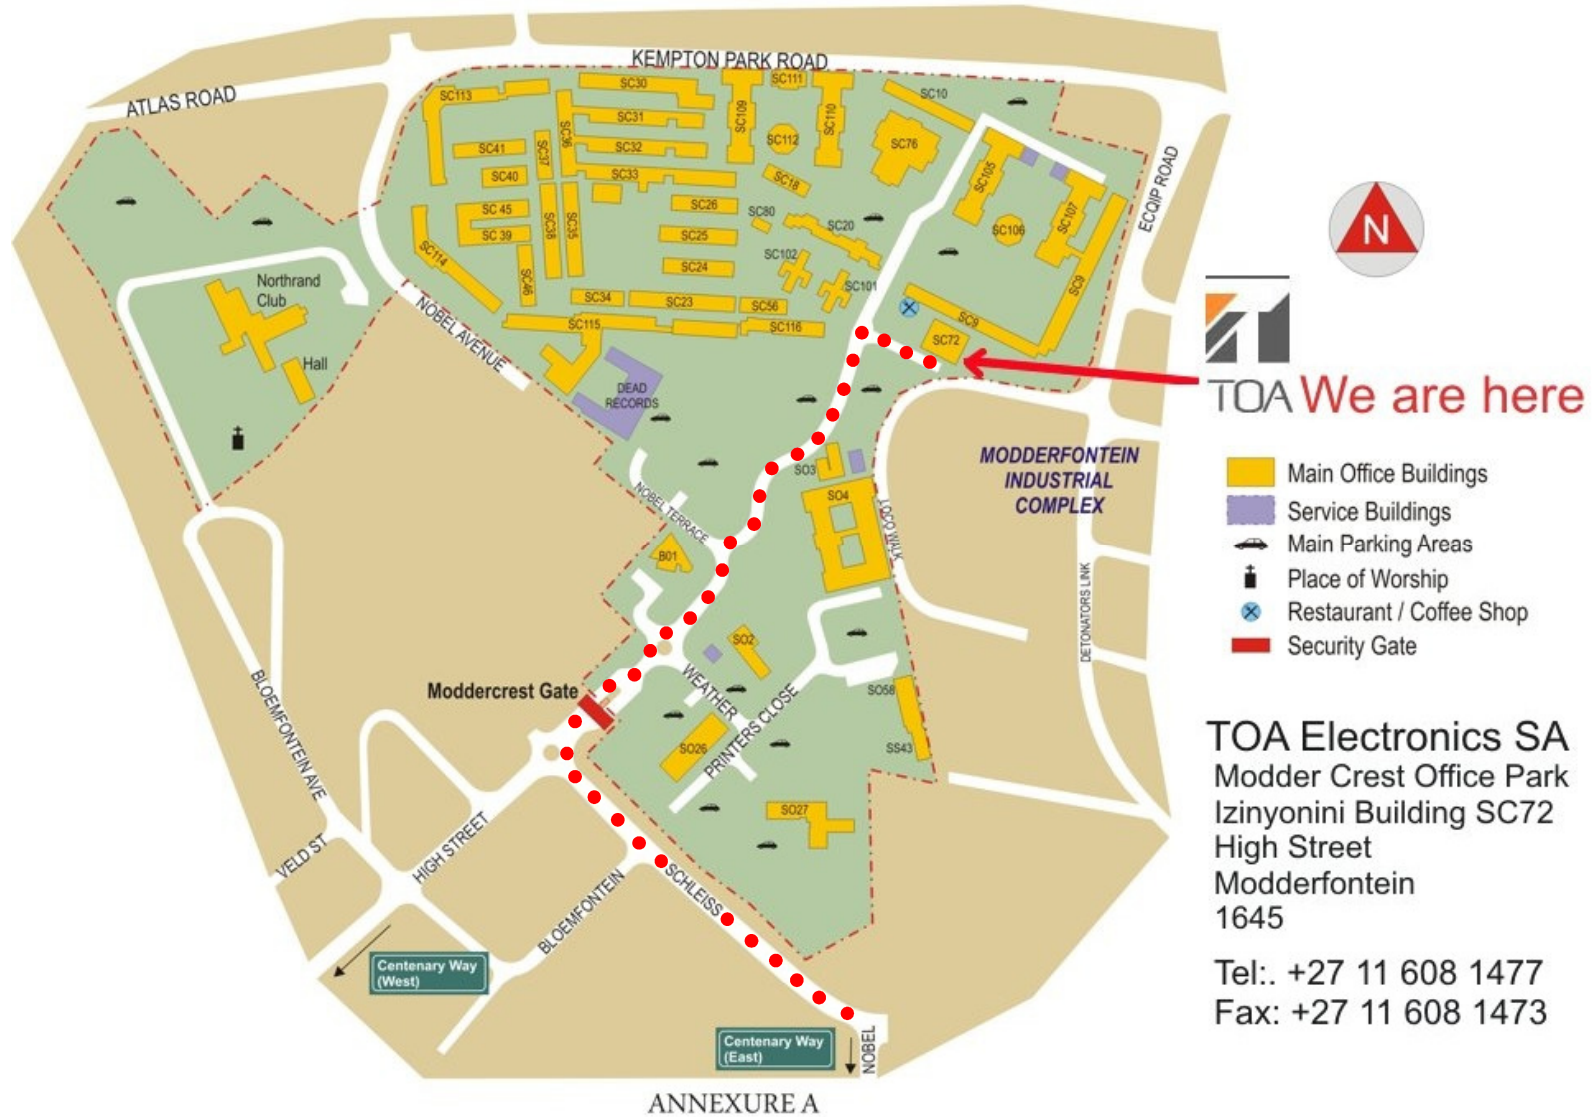 KEMPTON PARK ROAD
ATLAS ROAD
ECQIP ROAD
SC113
SC30
SC31
SC32
SC33
SC36
SC37
SC41
SC40
SC 45
SC 39
SC38
SC35
SC46
SC114
SC109
SC111
SC110
SC112
SC18
SC26
SC25
SC24
SC80
SC20
SC102
SC101
SC34
SC23
SC56
SC115
SC116
SC10
SC76
SC105
SC106
SC107
SC9
SC9
SC72
N
Northrand
Club
Hall
NOBEL AVENUE
DEAD
RECORDS
TOA
We are here
MODDERFONTEIN
INDUSTRIAL
COMPLEX
SO3
SO4
LOCO WALK
NOBEL TERRACE
B01
DETONATORS LINK
Main Office Buildings
Service Buildings
Main Parking Areas
Place of Worship
Restaurant / Coffee Shop
Security Gate
SO2
WEATHER
PRINTERS CLOSE
SO58
SS43
SO26
SO27
Moddercrest Gate
BLOEMFONTEIN AVE
VELD ST
HIGH STREET
BLOEMFONTEIN
SCHLEISS
NOBEL
Centenary Way
(West)
Centenary Way
(East)
TOA Electronics SA
Modder Crest Office Park
Izinyonini Building SC72
High Street
Modderfontein
1645
Tel:. +27 11 608 1477
Fax: +27 11 608 1473
ANNEXURE A